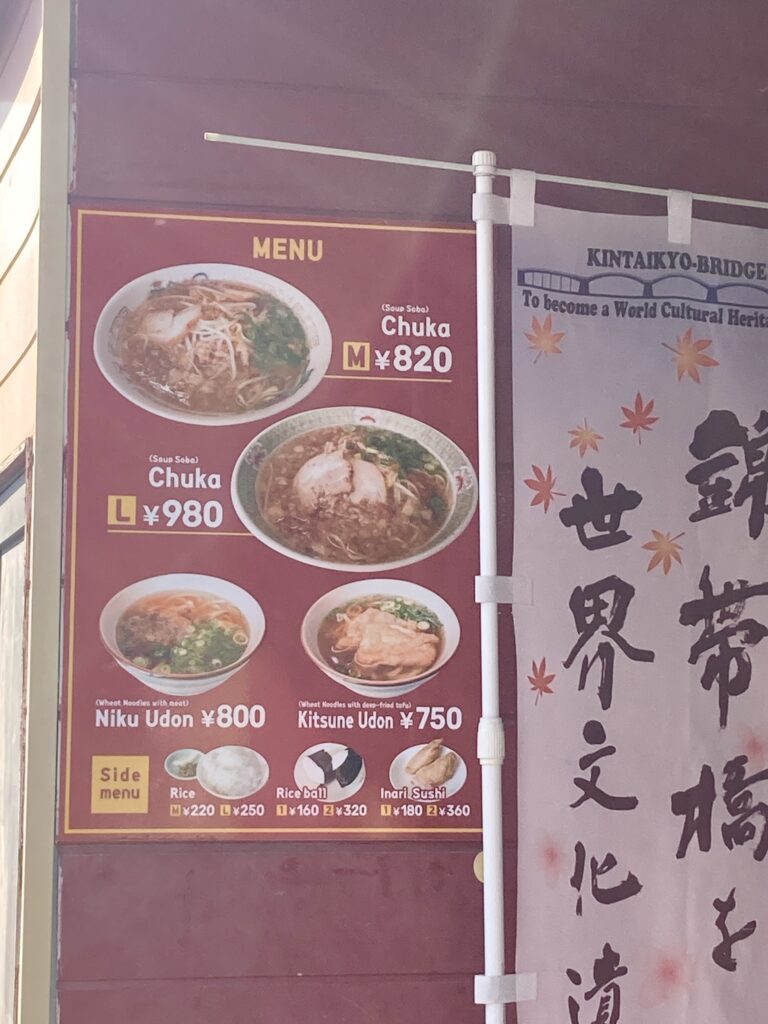 MENU
(Soup Soba)
Chuka
M ¥820
(Soup Soba)
Chuka
L ¥980
(Wheat Noodles with meat)
Niku Udon ¥800
(Wheat Noodles with deep-fried tofu)
Kitsune Udon ¥750
Side
menu
Rice
M ¥220 L ¥250
Rice ball
1 ¥160 2 ¥320
Inari Sushi
1 ¥180 2 ¥360
KINTAIKYO-BRIDGE
To become a World Cultural Herita
錦帯橋を
世界文化遺